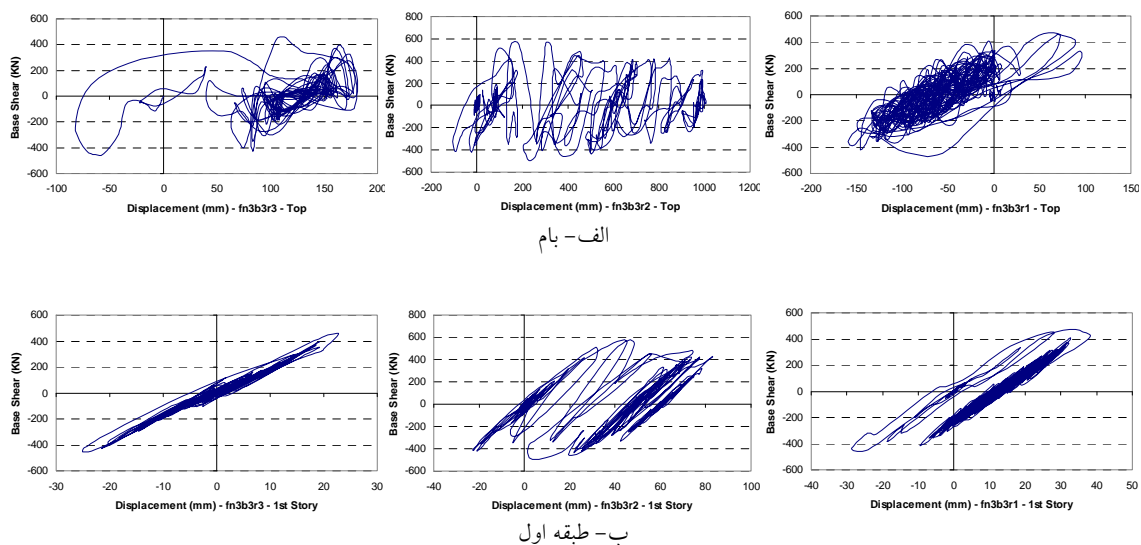 Base Shear (KN)
600
400
200
0
-200
-400
-600
-100 -50 0 50 100 150 200
Displacement (mm) - fn3b3r3 - Top
Base Shear (KN)
800
600
400
200
0
-200
-400
-600
-200 0 200 400 600 800 1000 120
Displacement (mm) - fn3b3r2 - Top
Base Shear (KN)
600
400
200
0
-200
-400
-600
-200 -150 -100 -50 0 50 100 150
Displacement (mm) - fn3b3r1 - Top
الف- بام
Base Shear (KN)
600
400
200
0
-200
-400
-600
-30 -20 -10 0 10 20 30
Displacement (mm) - fn3b3r3 - 1st Story
Base Shear (KN)
800
600
400
200
0
-200
-400
-600
-40 -20 0 20 40 60 80 100
Displacement (mm) - fn3b3r2 - 1st Story
Base Shear (KN)
600
400
200
0
-200
-400
-600
-40 -30 -20 -10 0 10 20 30 40 50
Displacement (mm) - fn3b3r1 - 1st Story
ب- طبقه اول